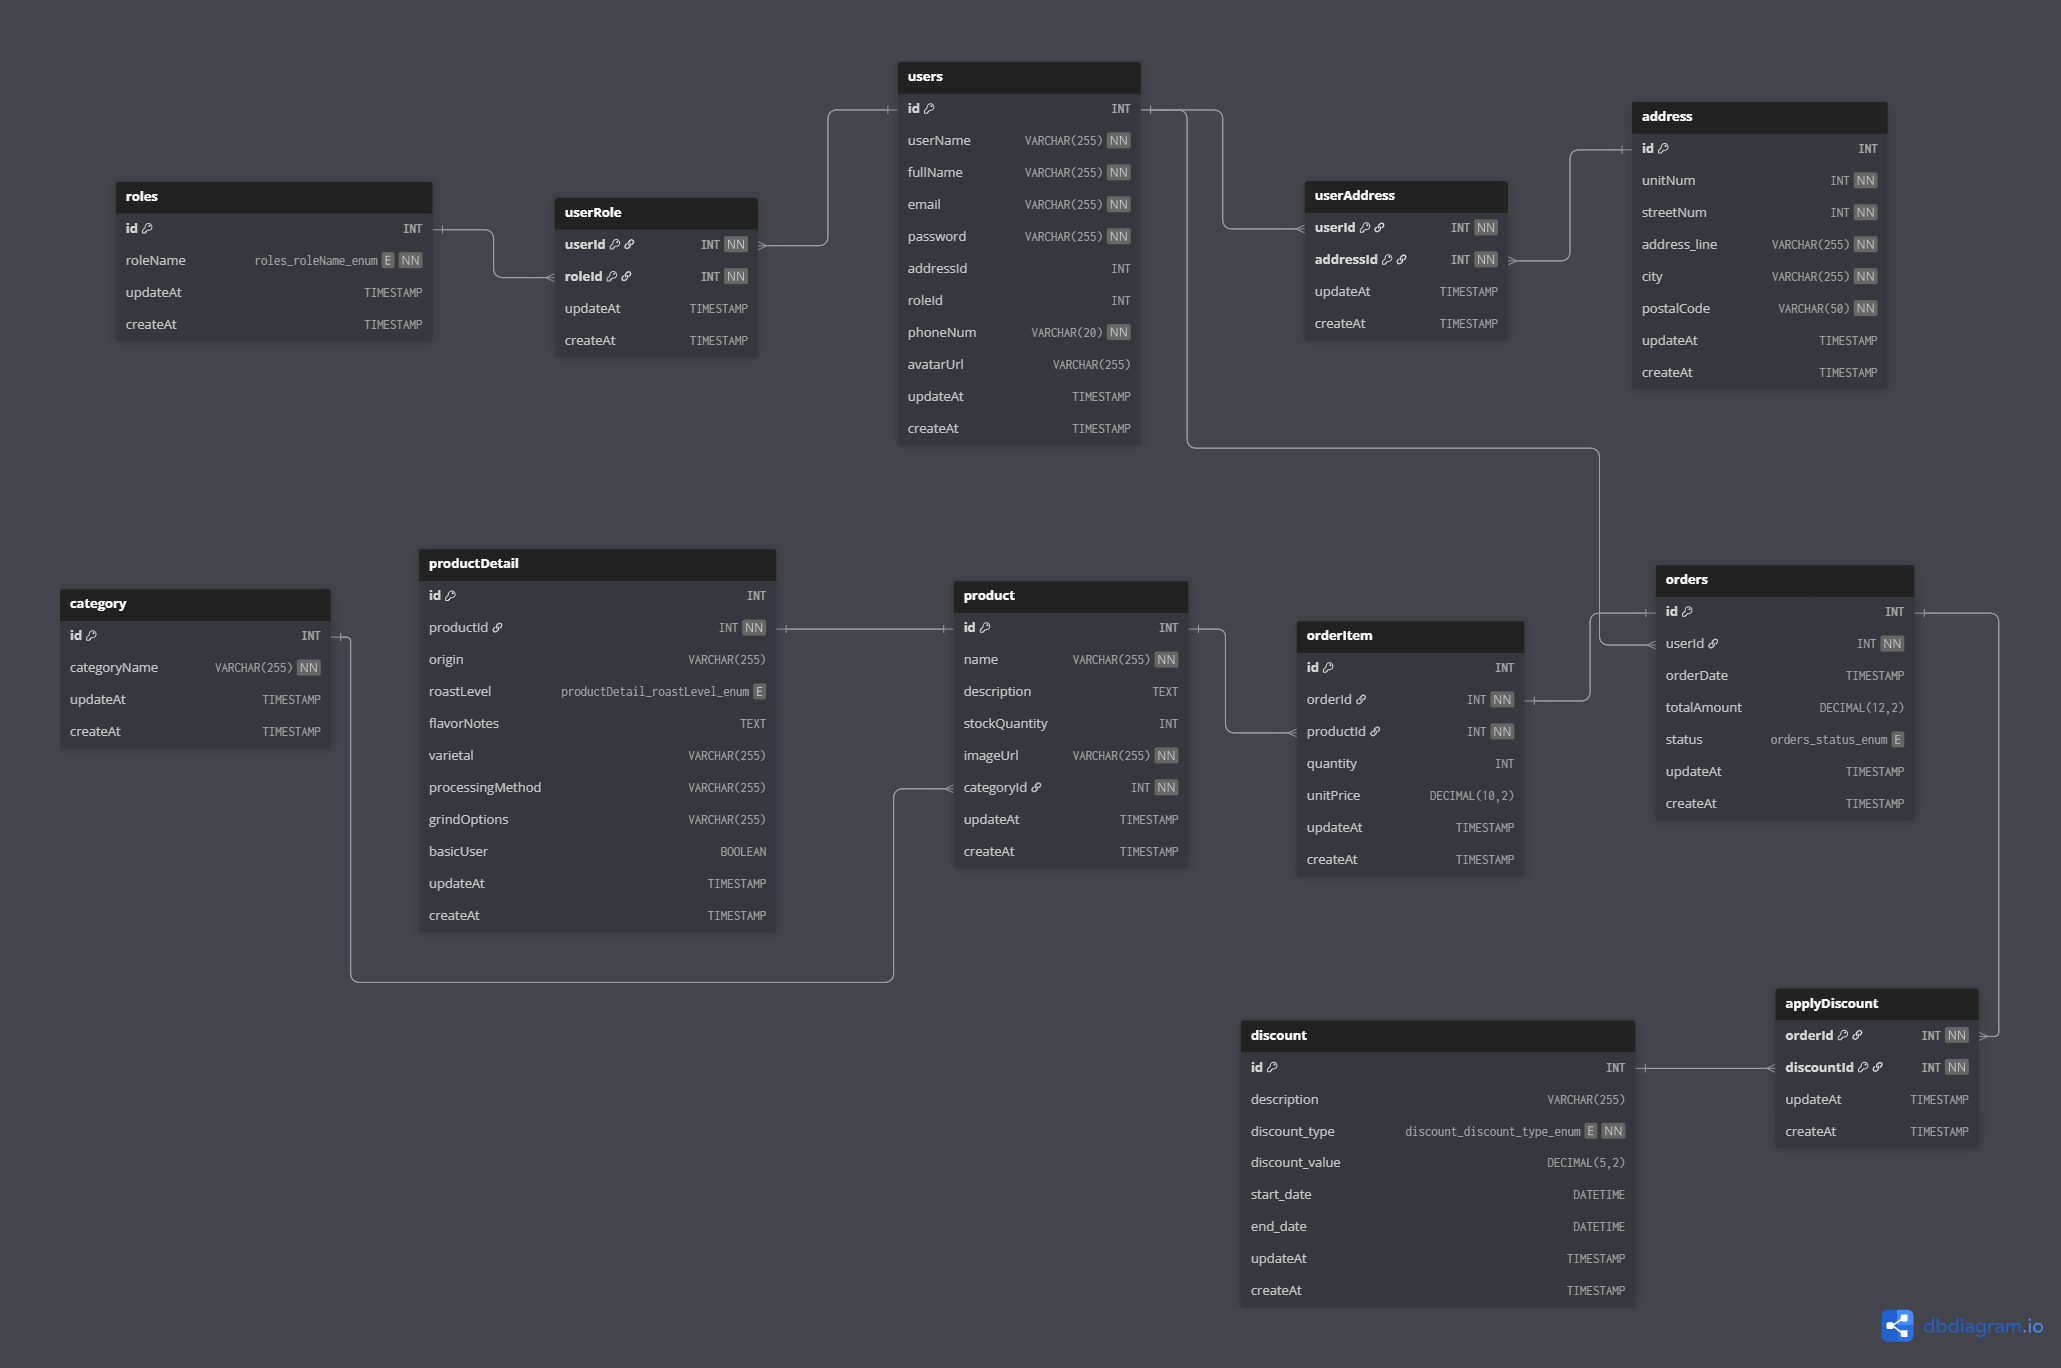 users
id INT
userName VARCHAR(255) NN
fullName VARCHAR(255) NN
email VARCHAR(255) NN
password VARCHAR(255) NN
addressId INT
roleId INT
phoneNum VARCHAR(20) NN
avatarUrl VARCHAR(255)
updateAt TIMESTAMP
createAt TIMESTAMP
address
id INT
unitNum INT NN
streetNum INT NN
address_line VARCHAR(255) NN
city VARCHAR(255) NN
postalCode VARCHAR(50) NN
updateAt TIMESTAMP
createAt TIMESTAMP
roles
id INT
roleName roles_roleName_enum E NN
updateAt TIMESTAMP
createAt TIMESTAMP
userRole
userId INT NN
roleId INT NN
updateAt TIMESTAMP
createAt TIMESTAMP
userAddress
userId INT NN
addressId INT NN
updateAt TIMESTAMP
createAt TIMESTAMP
category
id INT
categoryName VARCHAR(255) NN
updateAt TIMESTAMP
createAt TIMESTAMP
productDetail
id INT
productId INT NN
origin VARCHAR(255)
roastLevel productDetail_roastLevel_enum E
flavorNotes TEXT
varietal VARCHAR(255)
processingMethod VARCHAR(255)
grindOptions VARCHAR(255)
basicUser BOOLEAN
updateAt TIMESTAMP
createAt TIMESTAMP
product
id INT
name VARCHAR(255) NN
description TEXT
stockQuantity INT
imageUrl VARCHAR(255) NN
categoryId INT NN
updateAt TIMESTAMP
createAt TIMESTAMP
orderItem
id INT
orderId INT NN
productId INT NN
quantity INT
unitPrice DECIMAL(10,2)
updateAt TIMESTAMP
createAt TIMESTAMP
orders
id INT
userId INT NN
orderDate TIMESTAMP
totalAmount DECIMAL(12,2)
status orders_status_enum E
updateAt TIMESTAMP
createAt TIMESTAMP
discount
id INT
description VARCHAR(255)
discount_type discount_discount_type_enum E NN
discount_value DECIMAL(5,2)
start_date DATETIME
end_date DATETIME
updateAt TIMESTAMP
createAt TIMESTAMP
applyDiscount
orderId INT NN
discountId INT NN
updateAt TIMESTAMP
createAt TIMESTAMP
dbdiagram.io